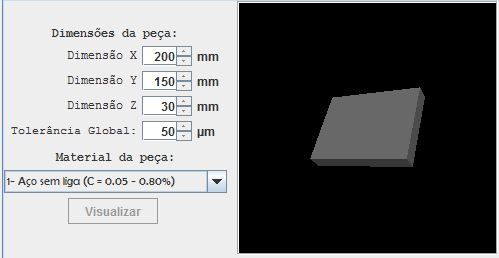 Dimensões da peça:
Dimensão X 200 mm
Dimensão Y 150 mm
Dimensão Z 30 mm
Tolerância Global: 50 µm
Material da peça:
1- Aço sem liga (C = 0.05 - 0.80%)
Visualizar